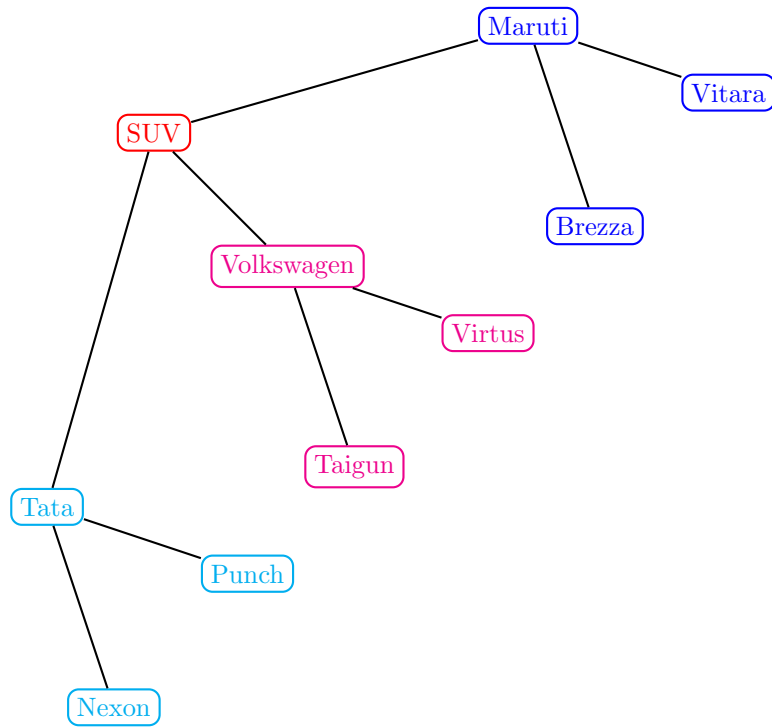 Maruti
Vitara
SUV
Brezza
Volkswagen
Virtus
Taigun
Tata
Punch
Nexon